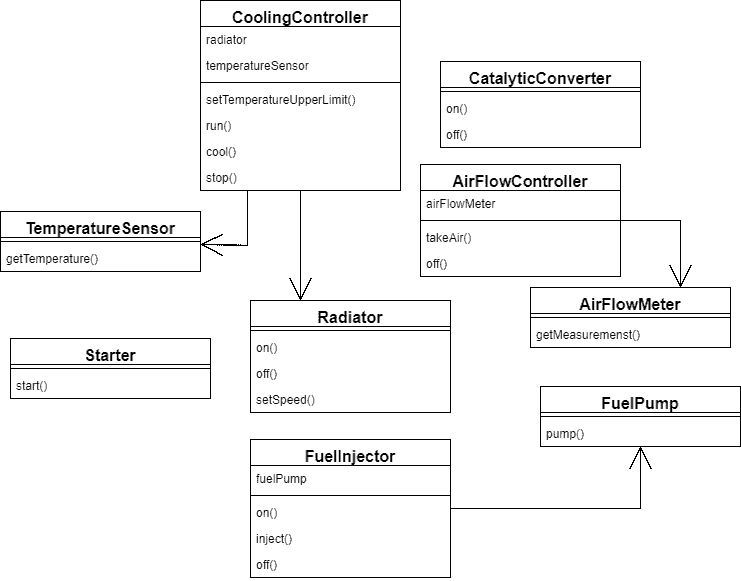 CoolingController
radiator
temperatureSensor
setTemperatureUpperLimit()
run()
cool()
stop()
CatalyticConverter
on()
off()
AirFlowController
airFlowMeter
takeAir()
off()
TemperatureSensor
getTemperature()
AirFlowMeter
getMeasuremenst()
Radiator
on()
off()
setSpeed()
Starter
start()
FuelPump
pump()
FuelInjector
fuelPump
on()
inject()
off()